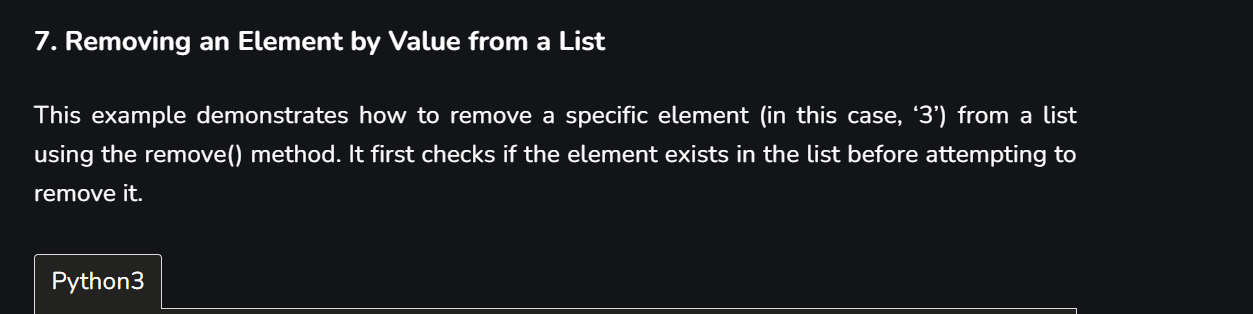 7. Removing an Element by Value from a List
This example demonstrates how to remove a specific element (in this case, ‘3’) from a list
using the remove() method. It first checks if the element exists in the list before attempting to
remove it.
Python3